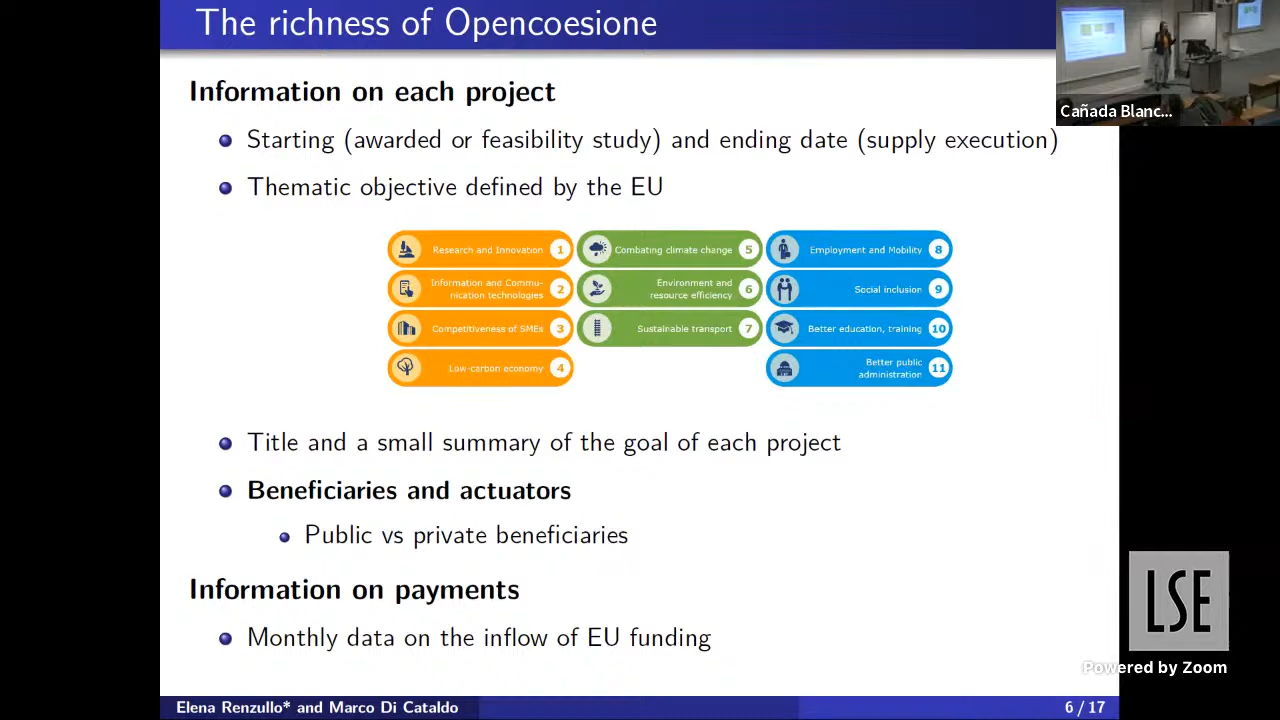 The richness of Opencoesione
Cañada Blanc...
Information on each project
Starting (awarded or feasibility study) and ending date (supply execution)
Thematic objective defined by the EU
Research and Innovation 1
Information and Commu-
nication technologies 2
Competitiveness of SMEs 3
Low-carbon economy 4
Combating climate change 5
Environment and
resource efficiency 6
Sustainable transport 7
Employment and Mobility 8
Social inclusion 9
Better education, training 10
Better public
administration 11
Title and a small summary of the goal of each project
Beneficiaries and actuators
Public vs private beneficiaries
Information on payments
Monthly data on the inflow of EU funding
LSE
Powered by Zoom
Elena Renzullo* and Marco Di Cataldo
6 / 17